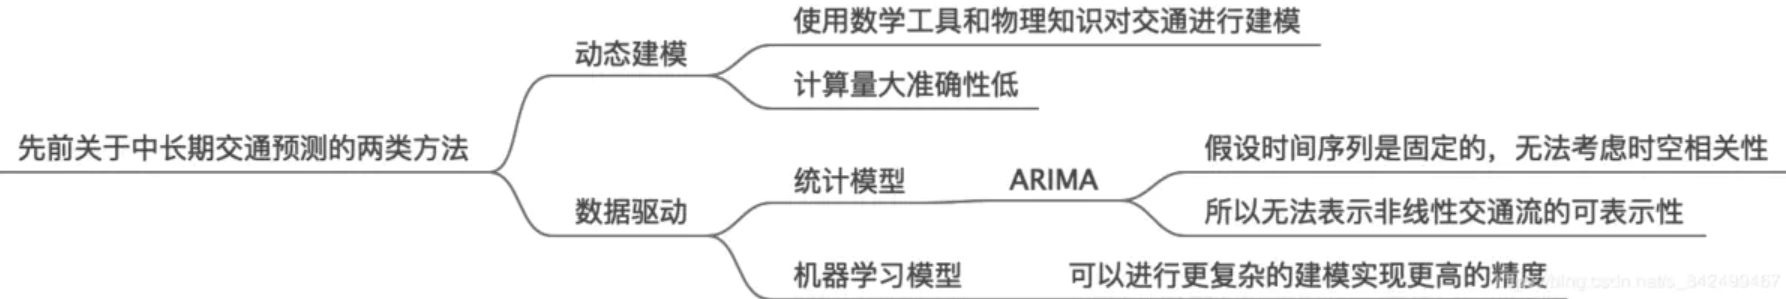 使用数学工具和物理知识对交通进行建模
动态建模
计算量大准确性低
先前关于中长期交通预测的两类方法
假设时间序列是固定的，无法考虑时空相关性
统计模型
ARIMA
数据驱动
所以无法表示非线性交通流的可表示性
机器学习模型
可以进行更复杂的建模实现更高的精度